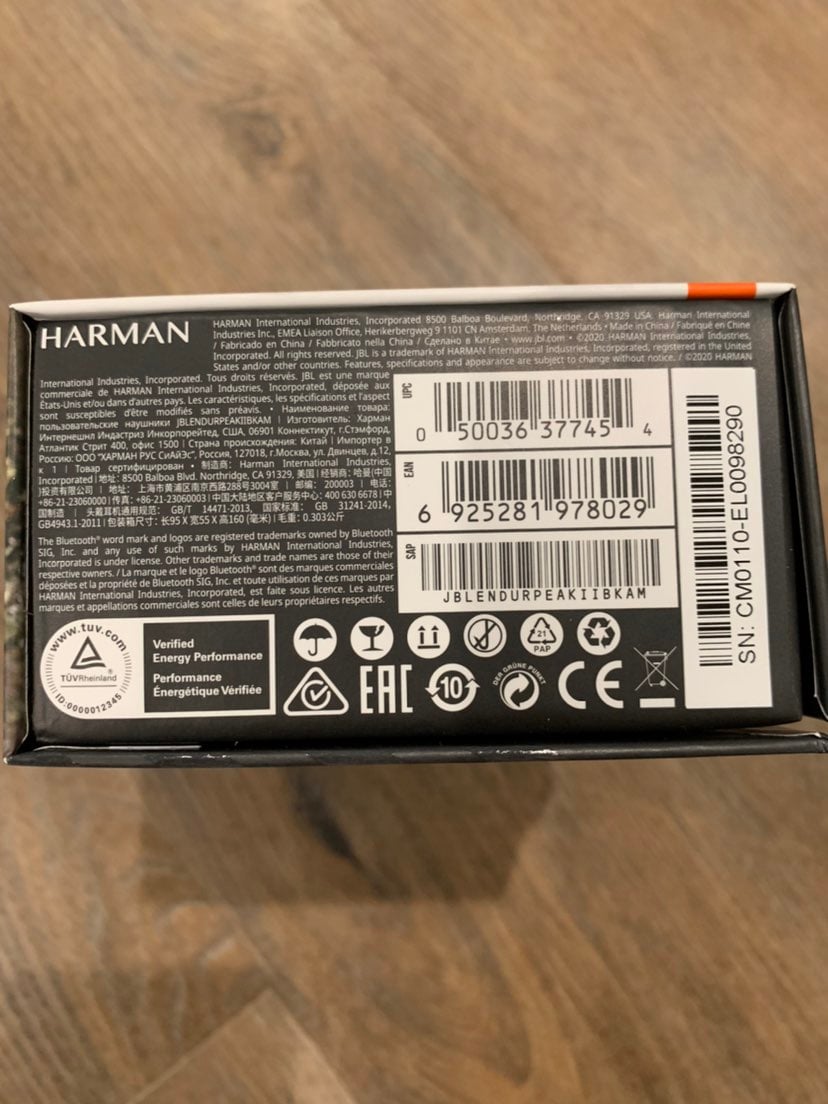 HARMAN
HARMAN International Industries, Incorporated 8500 Balboa Boulevard, Northridge, CA 91329 USA. Harman International
Industries Inc., EMEA Liaison Office, Herikerbergweg 9 1101 CN Amsterdam, The Netherlands • Made in China / Fabriqué en Chine
/ Fabricado en China / Fabbricato nella China / Сделано в Китае • www.jbl.com • ©2020 HARMAN International Industries,
Incorporated. All rights reserved. JBL is a trademark of HARMAN International Industries, Incorporated, registered in the United
States and/or other countries. Features, specifications and appearance are subject to change without notice. / ©2020 HARMAN
International Industries, Incorporated. Tous droits réservés. JBL est une marque
commerciale de HARMAN International Industries, Incorporated, déposée aux
États-Unis et/ou dans d'autres pays. Les caractéristiques, les spécifications et l'aspect
sont susceptibles d'être modifiés sans préavis. • Наименование товара:
пользовательские наушники JBLENDURPEAKIIBKAM | Изготовитель: Харман
Интернешнл Индастриз Инкорпорейтед, США, 06901 Коннектикут, г.Стэмфорд,
Атлантик Стрит 400, офис 1500 | Страна происхождения: Китай | Импортер в
Россию: ООО "ХАРМАН РУС СиАйЭс", Россия, 127018, г.Москва, ул. Двинцев, д.12,
к 1 | Товар сертифицирован • 制造商: Harman International Industries,
Incorporated | 地址: 8500 Balboa Blvd. Northridge, CA 91329, 美国 | 经销商: 哈曼(中国
)投资有限公司 | 地址: 上海市黄浦区南京西路288号3004室 | 邮编: 200003 | 电话:
+86-21-23060000 | 传真: +86-21-23060003 | 中国大陆地区客户服务中心: 400 630 6678 | 中
国制造 | 头戴耳机通用规范: GB/T 14471-2013, 国家标准: GB 31241-2014,
GB4943.1-2011 | 包装箱尺寸: 长95 X 宽55 X 高160 (毫米) | 毛重: 0.303公斤
The Bluetooth® word mark and logos are registered trademarks owned by Bluetooth
SIG, Inc. and any use of such marks by HARMAN International Industries,
Incorporated is under license. Other trademarks and trade names are those of their
respective owners. / La marque et le logo Bluetooth® sont des marques commerciales
déposées et la propriété de Bluetooth SIG, Inc. et toute utilisation de ces marques par
HARMAN International Industries, Incorporated, est faite sous licence. Les autres
marques et appellations commerciales sont celles de leurs propriétaires respectifs.
UPC
0 50036 37745 4
EAN
6 925281 978029
SAP
JBLENDURPEAKIIBKAM
SN: CM0110-EL0098290
www.tuv.com
TÜVRheinland
ID:0000012345
Verified
Energy Performance
Performance
Énergétique Vérifiée
21
PAP
EAC
10
DER GRÜNE PUNKT
CE